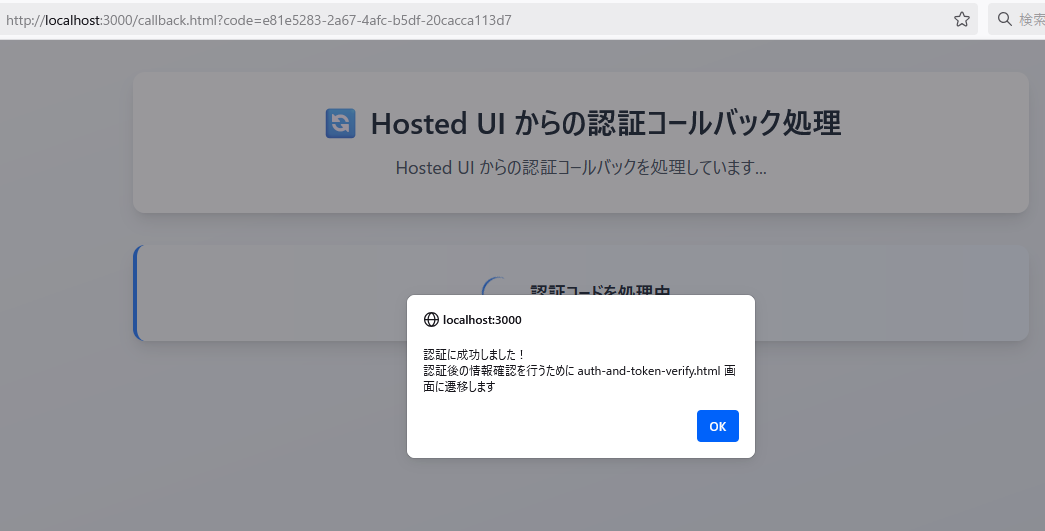 http://localhost:3000/callback.html?code=e81e5283-2a67-4afc-b5df-20cacca113d7
検索
Hosted UI からの認証コールバック処理
Hosted UI からの認証コールバックを処理しています...
認証コードを処理中
localhost:3000
認証に成功しました！
認証後の情報確認を行うために auth-and-token-verify.html 画
面に遷移します
OK